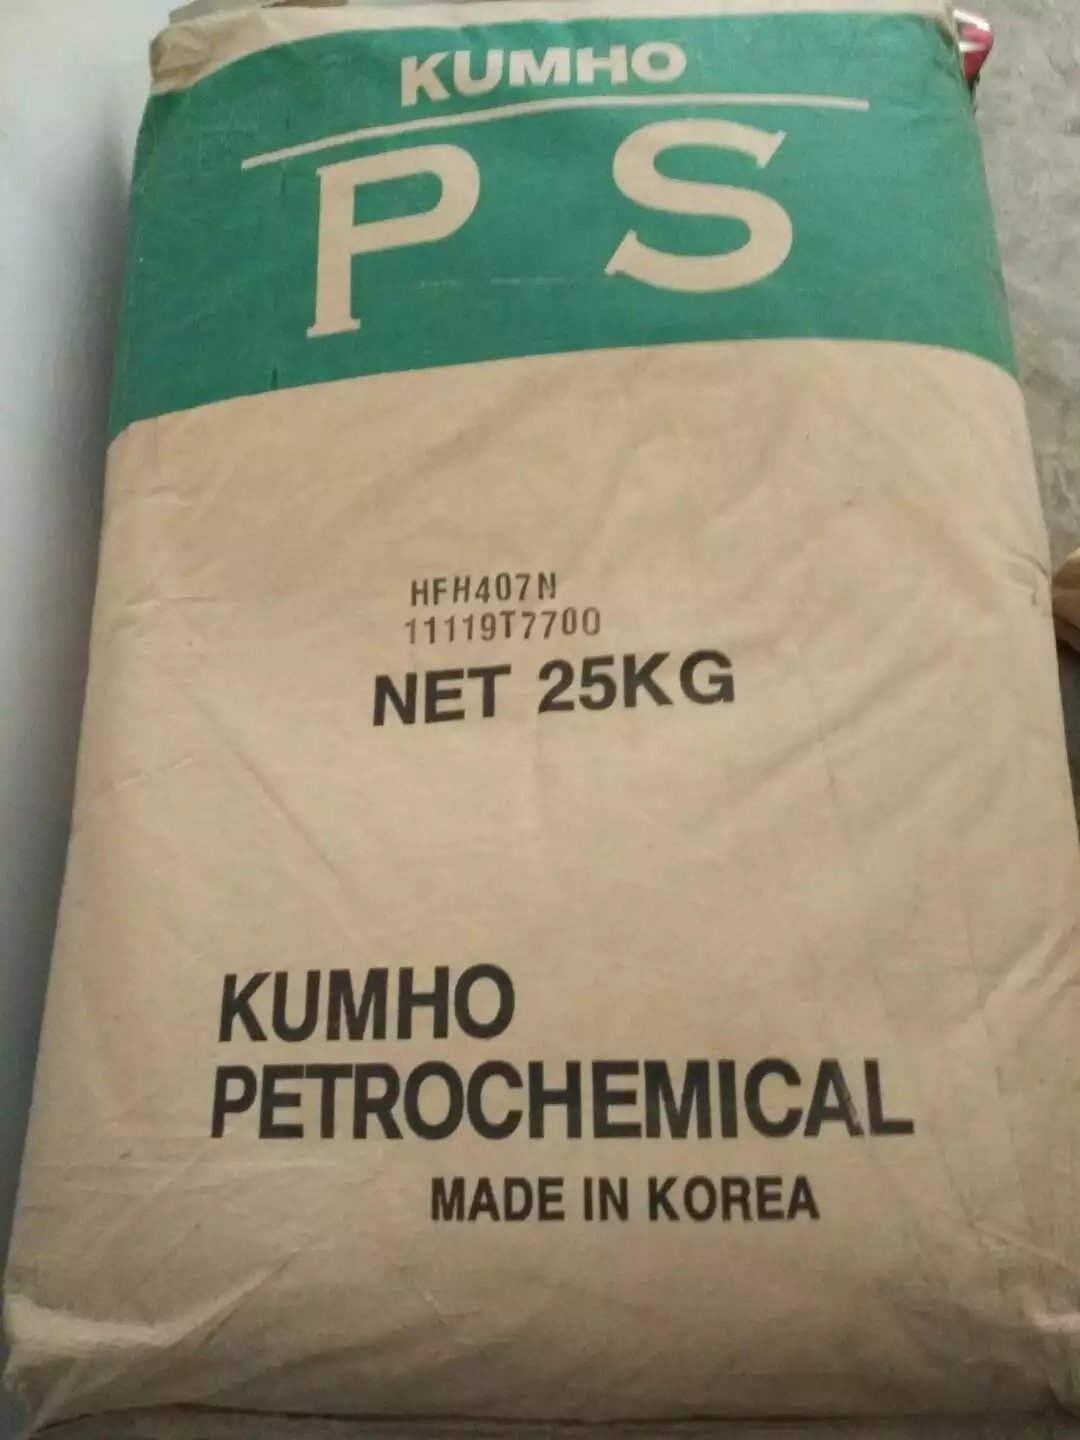 KUMHO
PS
HFH407N
11119T7700
NET 25KG
KUMHO
PETROCHEMICAL
MADE IN KOREA